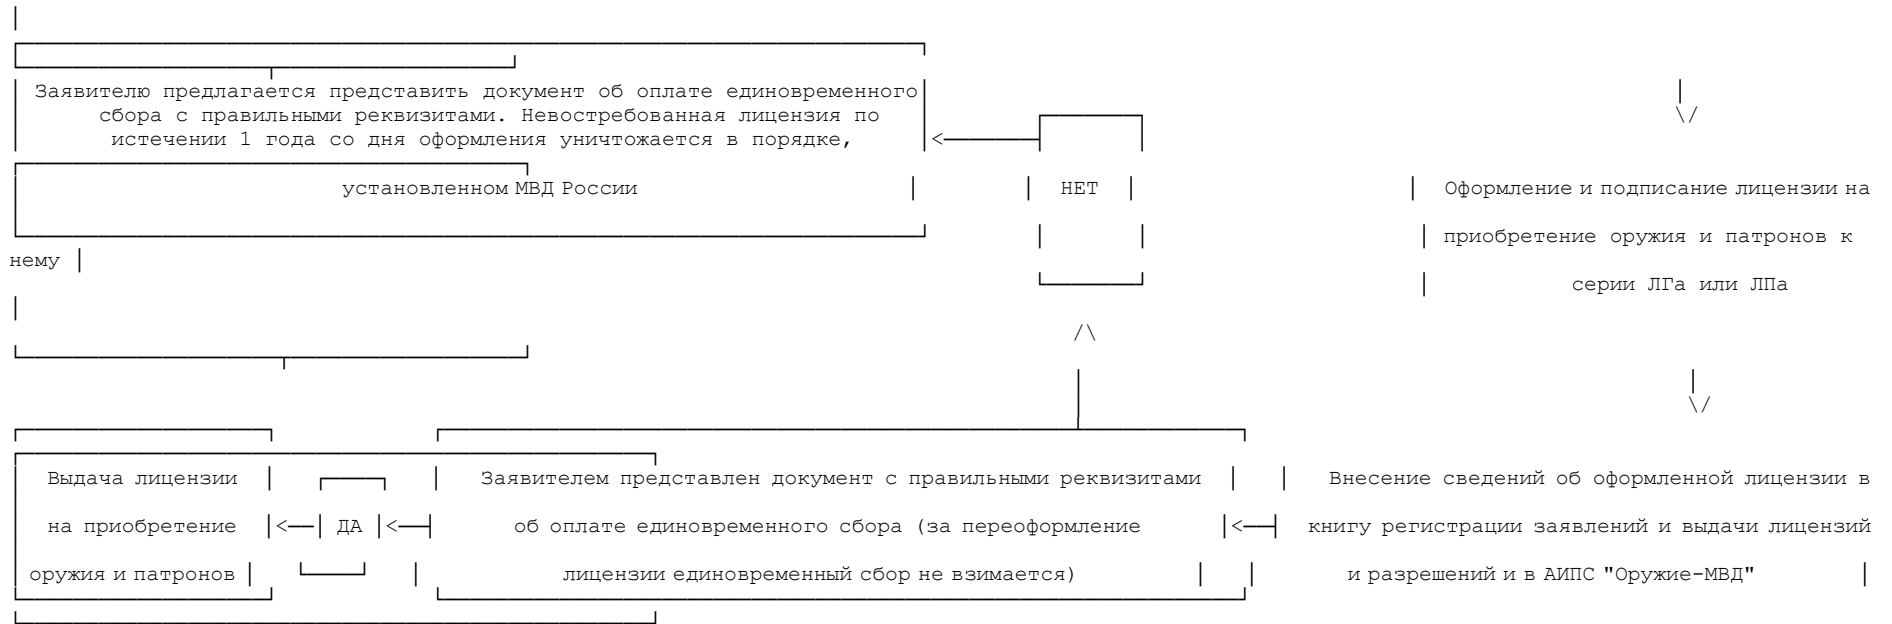 Заявителю предлагается представить документ об оплате единовременного
сбора с правильными реквизитами. Невостребованная лицензия по
истечении 1 года со дня оформления уничтожается в порядке,
установленном МВД России
НЕТ
Оформление и подписание лицензии на
приобретение оружия и патронов к
нему
серии ЛГа или ЛПа
Выдача лицензии
на приобретение
оружия и патронов
ДА
Заявителем представлен документ с правильными реквизитами
об оплате единовременного сбора (за переоформление
лицензии единовременный сбор не взимается)
Внесение сведений об оформленной лицензии в
книгу регистрации заявлений и выдачи лицензий
и разрешений и в АИПС "Оружие-МВД"